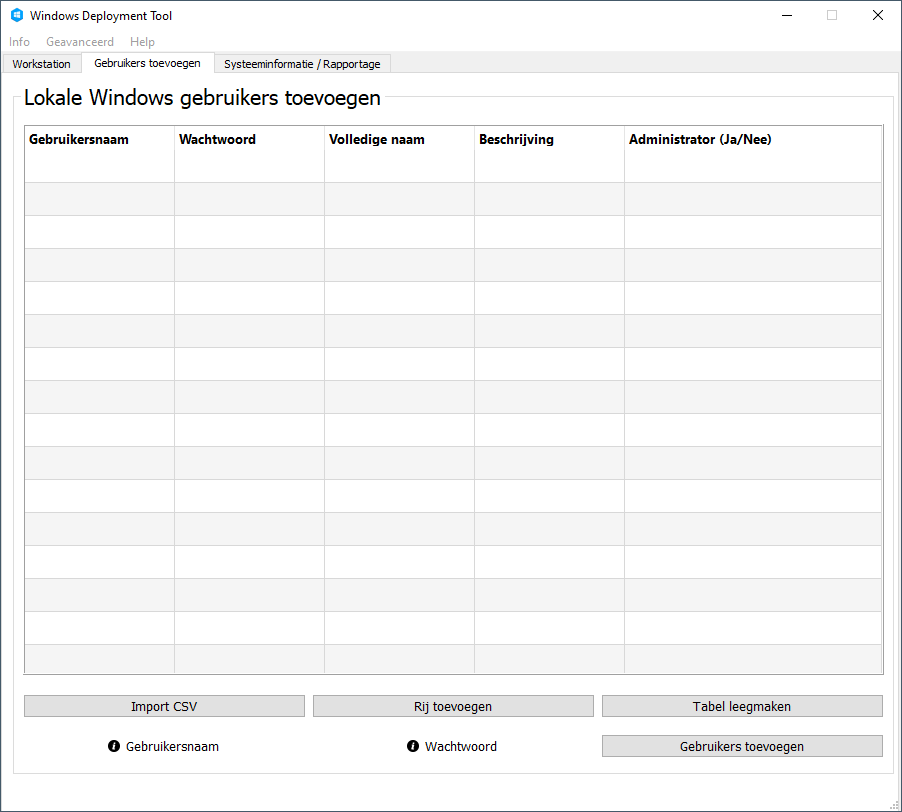 Windows Deployment Tool
Info Geavanceerd Help
Workstation Gebruikers toevoegen Systeeminformatie / Rapportage
Lokale Windows gebruikers toevoegen
Gebruikersnaam Wachtwoord Volledige naam Beschrijving Administrator (Ja/Nee)
Import CSV Rij toevoegen Tabel leegmaken
Gebruikersnaam Wachtwoord Gebruikers toevoegen